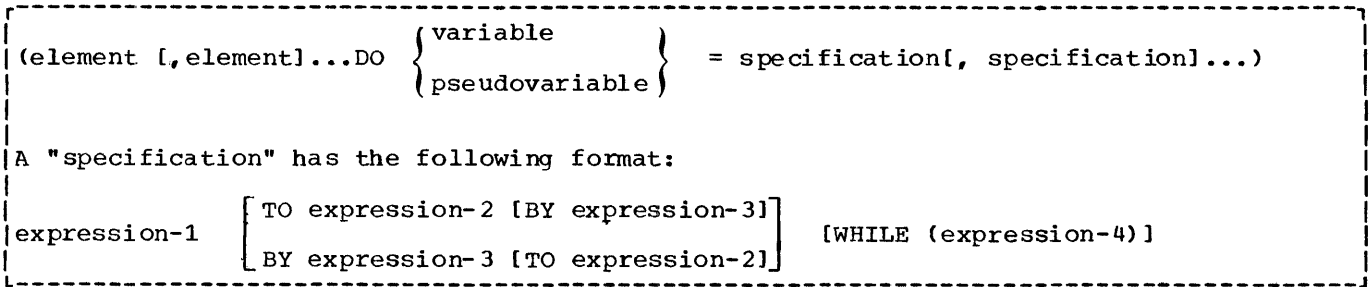 (element [,element]...DO { variable
pseudovariable } = specification[, specification]...)
A "specification" has the following format:
expression-1 [ TO expression-2 [BY expression-3]
BY expression-3 [TO expression-2] ] [WHILE (expression-4)]